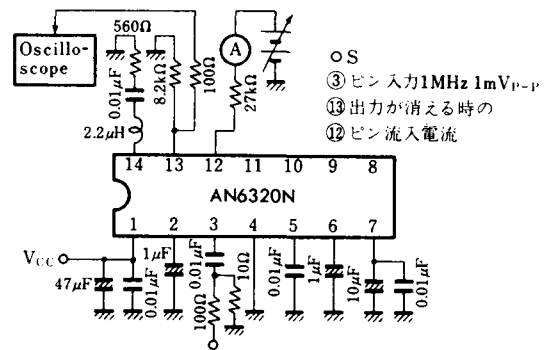 560Ω
Oscillo-
scope
0.01μF
8.2kΩ
100Ω
A
27kΩ
2.2μH
S
③ピン入力1MHz 1mVP-P
⑬出力が消える時の
⑫ピン流入電流
14 13 12 11 10 9 8
AN6320N
1 2 3 4 5 6 7
VCC
47μF
0.01μF
1μF
0.01μF
100Ω
10Ω
0.01μF
1μF
10μF
0.01μF